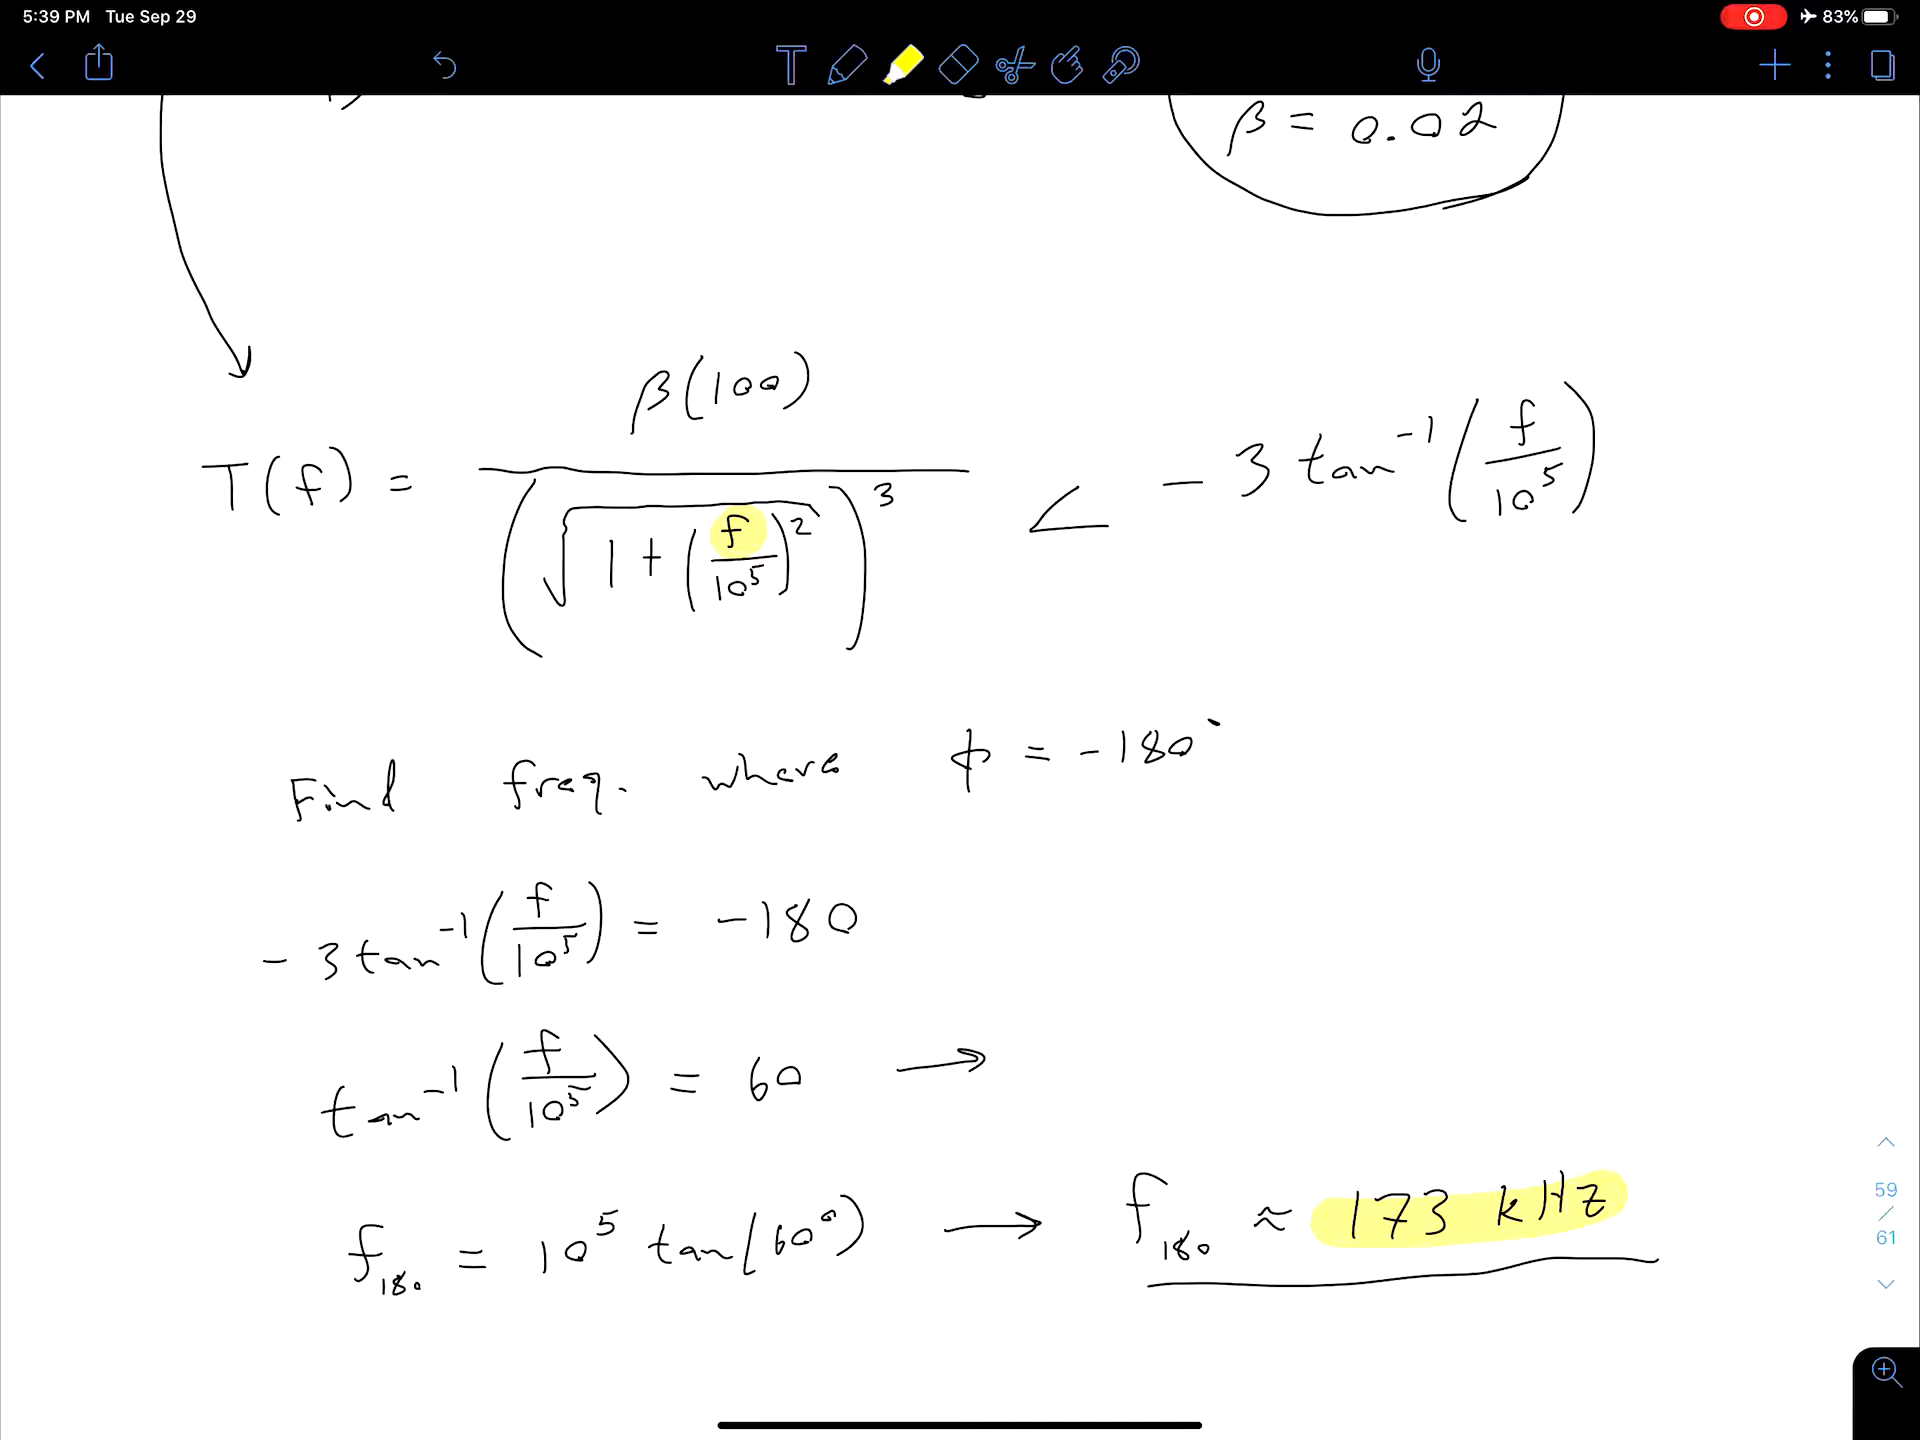 5:39 PM Tue Sep 29
83%
β = 0.02
T(f) = β(100) / (√(1 + (f/10⁵)²))³ ∠ - 3 tan⁻¹(f/10⁵)
Find freq. where ϕ = -180°
- 3 tan⁻¹(f/10⁵) = -180
tan⁻¹(f/10⁵) = 60 →
f₁₈₀ = 10⁵ tan(60°) → f₁₈₀ ≈ 173 kHz
59
/
61